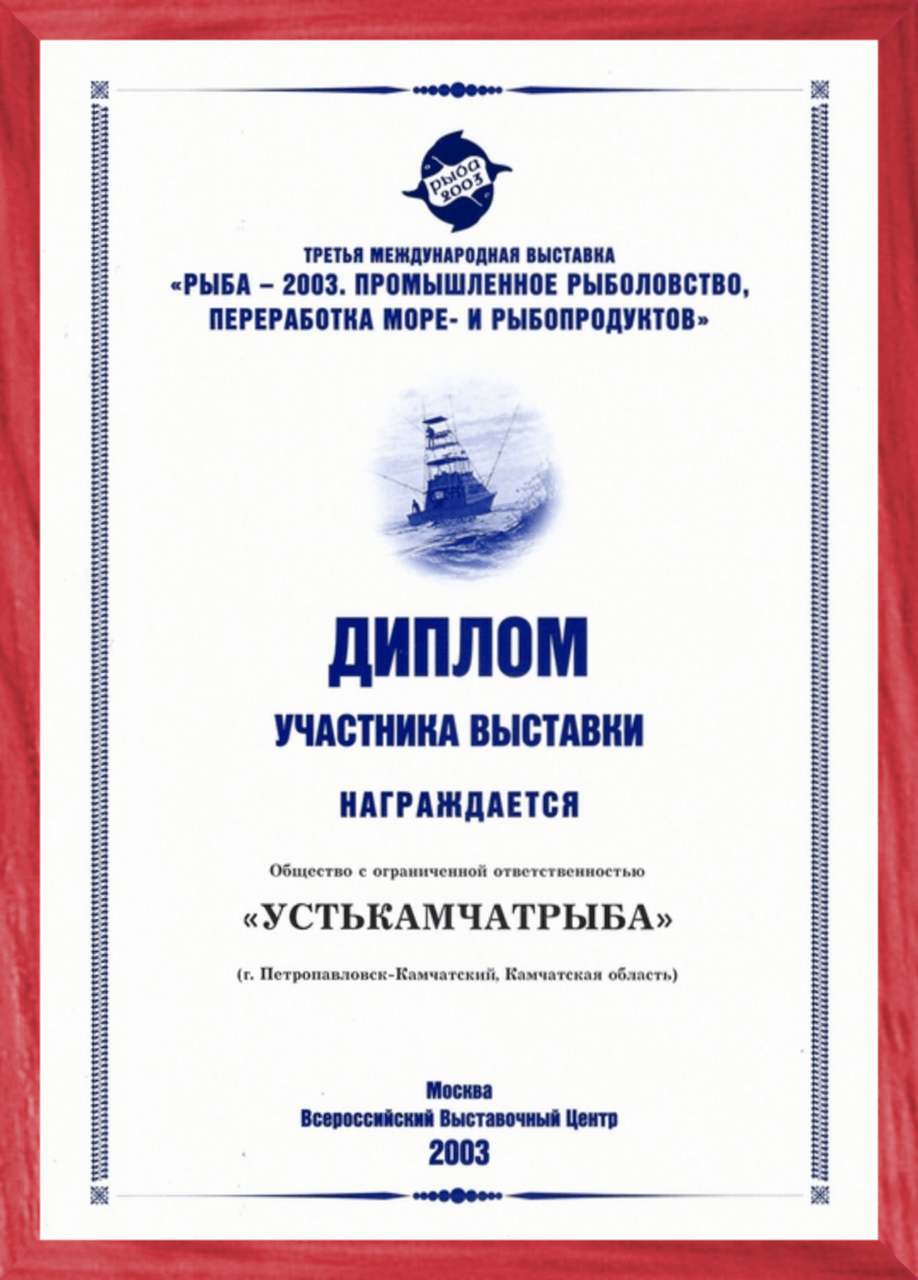 рыба
2003
ТРЕТЬЯ МЕЖДУНАРОДНАЯ ВЫСТАВКА
«РЫБА – 2003. ПРОМЫШЛЕННОЕ РЫБОЛОВСТВО,
ПЕРЕРАБОТКА МОРЕ- И РЫБОПРОДУКТОВ»
ДИПЛОМ
УЧАСТНИКА ВЫСТАВКИ
НАГРАЖДАЕТСЯ
Общество с ограниченной ответственностью
«УСТЬКАМЧАТРЫБА»
(г. Петропавловск-Камчатский, Камчатская область)
Москва
Всероссийский Выставочный Центр
2003